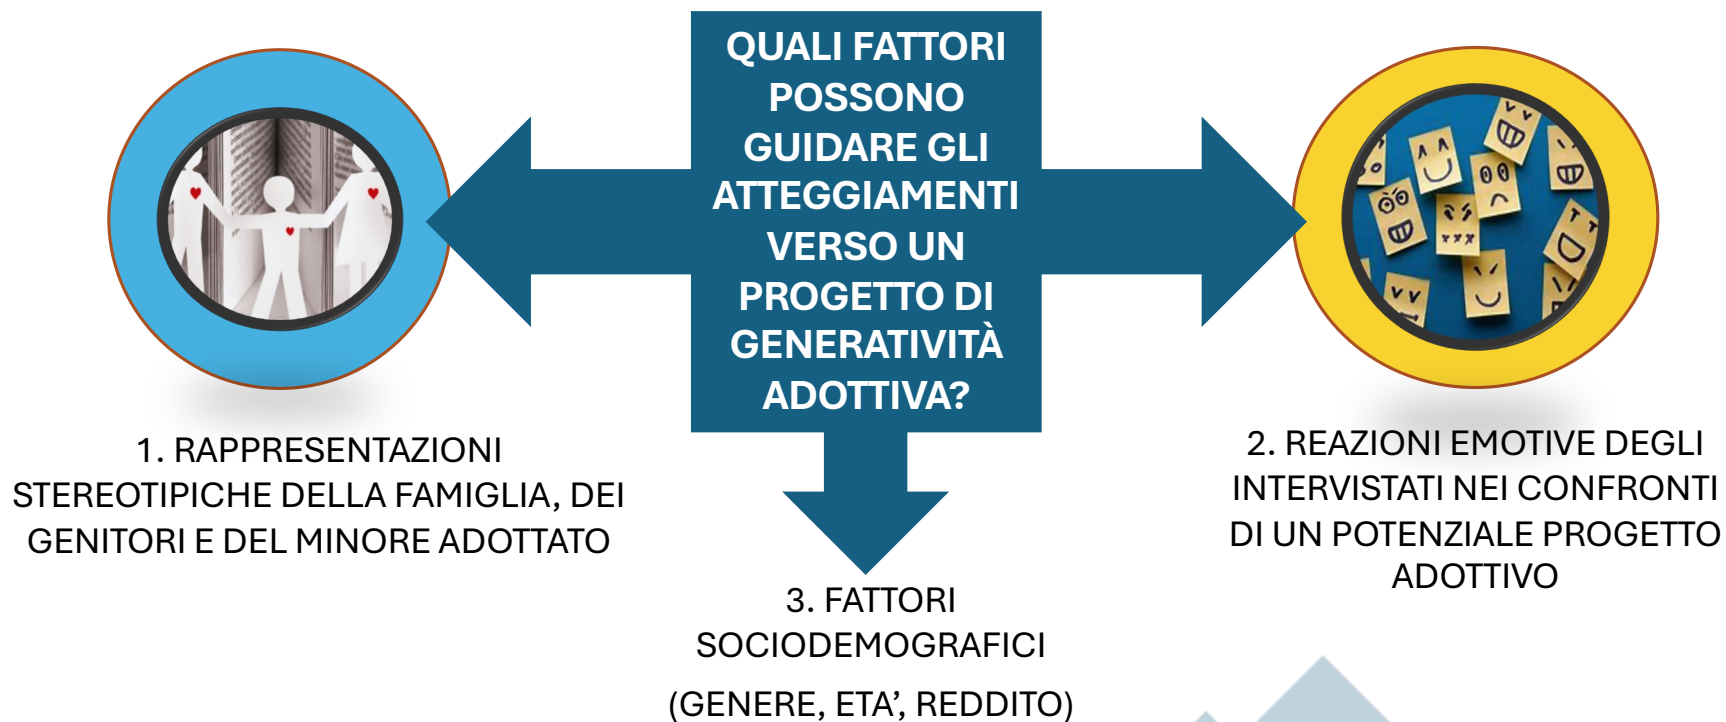 QUALI FATTORI
POSSONO
GUIDARE GLI
ATTEGGIAMENTI
VERSO UN
PROGETTO DI
GENERATIVITÀ
ADOTTIVA?
1. RAPPRESENTAZIONI
STEREOTIPICHE DELLA FAMIGLIA, DEI
GENITORI E DEL MINORE ADOTTATO
2. REAZIONI EMOTIVE DEGLI
INTERVISTATI NEI CONFRONTI
DI UN POTENZIALE PROGETTO
ADOTTIVO
3. FATTORI
SOCIODEMOGRAFICI
(GENERE, ETA’, REDDITO)